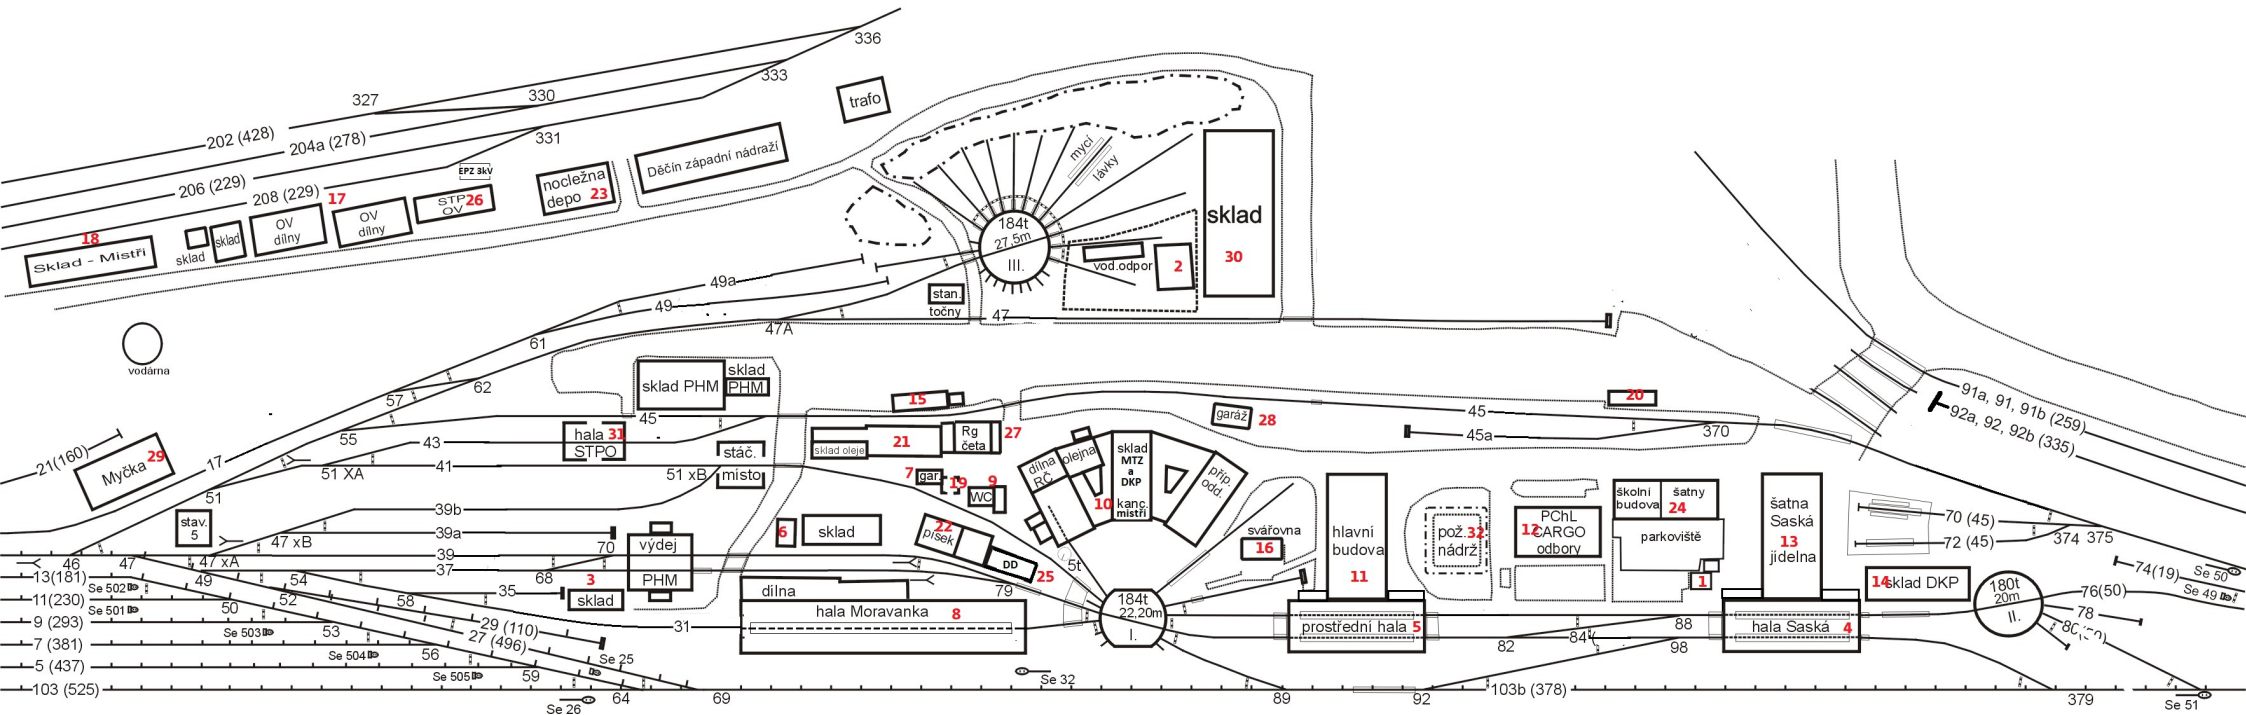 336
333
327
330
331
trafo
202 (428)
204a (278)
206 (229)
208 (229)
17
EPZ 3kV
STP
OV
26
nocležna
depo
23
Děčín západní nádraží
18
Sklad - Mistři
sklad
sklad
OV
dílny
OV
dílny
mycí
lávky
184t
27,5m
III.
sklad
30
vod.odpor
2
stan.
točny
49a
49
47A
47
61
vodárna
62
57
55
sklad PHM
sklad
PHM
45
43
41
hala 31
STPO
15
garáž
28
20
45
45a
370
91a, 91, 91b (259)
92a, 92, 92b (335)
21(160)
Myčka
29
17
51
51 XA
51 xB
stáč.
místo
sklad oleje
21
Rg
četa
27
7
gar.
19
9
WC
dílna
RČ
olejna
10
sklad
MTZ
a
DKP
kanc.
mistři
příp.
odd.
stav.
5
39b
39a
39
37
35
47 xB
47 xA
46
47
49
54
70
68
58
výdej
PHM
3
sklad
6
sklad
22
písek
DD
25
5t
79
svářovna
16
hlavní
budova
11
pož.
nádrž
32
PChL
CARGO
odbory
12
školní
budova
šatny
24
parkoviště
1
šatna
Saská
jídelna
13
70 (45)
72 (45)
374
375
14
sklad DKP
180t
20m
II.
74(19)
Se 50
76(50)
Se 49
78
13(181)
Se 502
11(230)
Se 501
9 (293)
Se 503
7 (381)
Se 504
5 (437)
Se 505
103 (525)
50
52
53
56
59
64
69
29 (110)
27 (496)
Se 25
Se 26
31
dílna
hala Moravanka
8
184t
22,20m
I.
prostřední hala
5
88
84
82
98
hala Saská
4
Se 32
89
92
103b (378)
379
Se 51